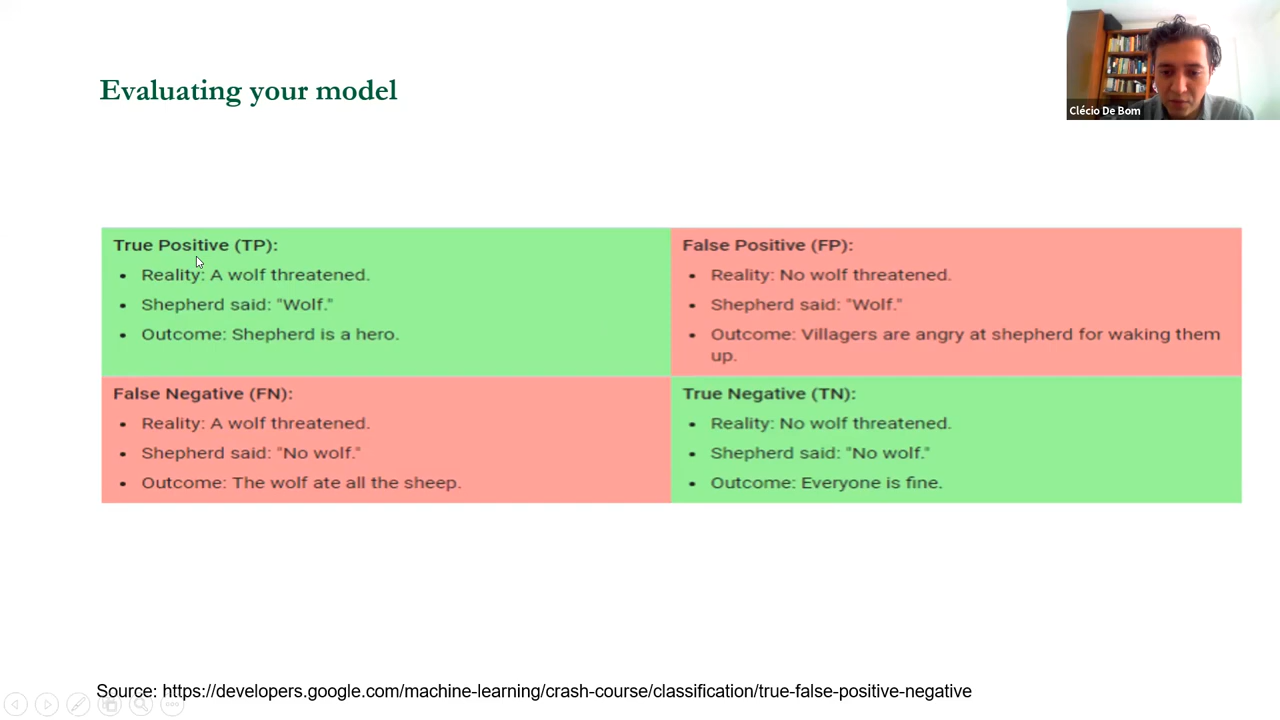 Evaluating your model
Clécio De Bom
True Positive (TP):
• Reality: A wolf threatened.
• Shepherd said: "Wolf."
• Outcome: Shepherd is a hero.
False Positive (FP):
• Reality: No wolf threatened.
• Shepherd said: "Wolf."
• Outcome: Villagers are angry at shepherd for waking them
up.
False Negative (FN):
• Reality: A wolf threatened.
• Shepherd said: "No wolf."
• Outcome: The wolf ate all the sheep.
True Negative (TN):
• Reality: No wolf threatened.
• Shepherd said: "No wolf."
• Outcome: Everyone is fine.
Source: https://developers.google.com/machine-learning/crash-course/classification/true-false-positive-negative